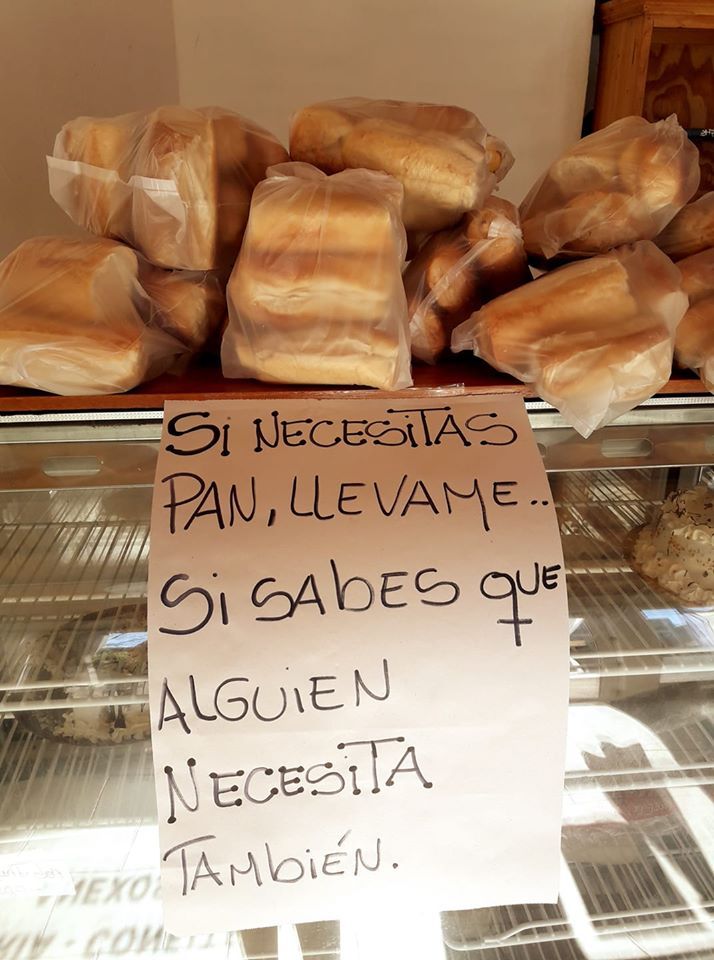 Si NECESiTAS
PAN, LLEVAME..
Si SAbES QUE
ALGUiEN
NECESiTA
TAMbiÉN.